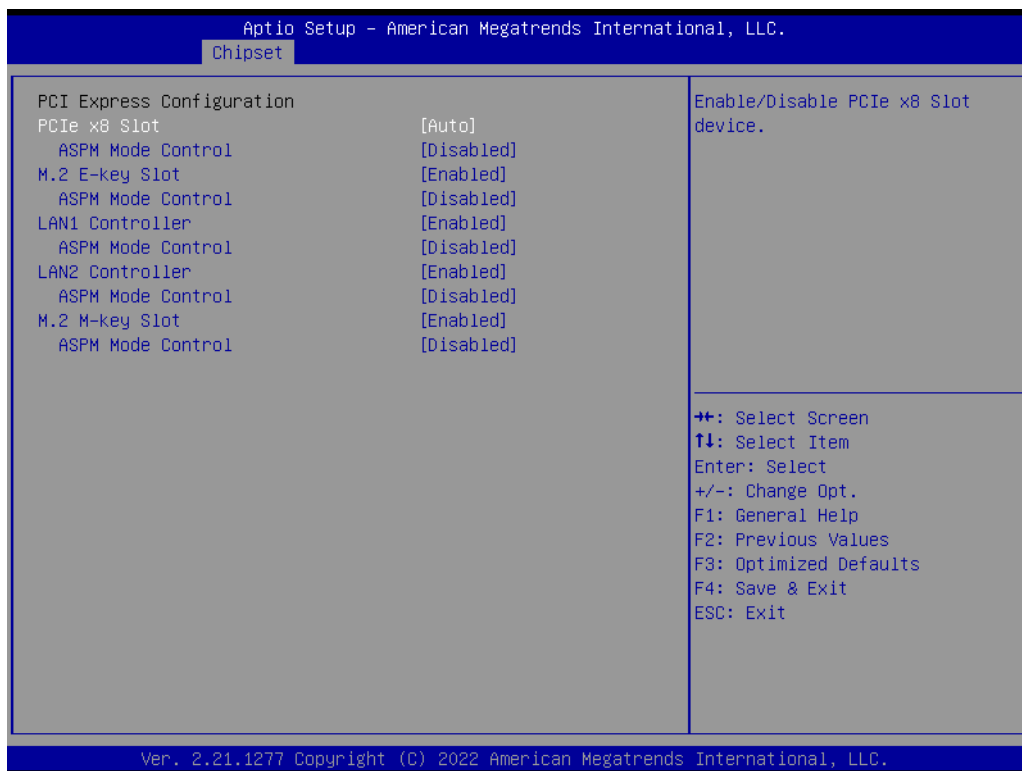 Aptio Setup – American Megatrends International, LLC.
Chipset
PCI Express Configuration
PCIe x8 Slot [Auto]
ASPM Mode Control [Disabled]
M.2 E-key Slot [Enabled]
ASPM Mode Control [Disabled]
LAN1 Controller [Enabled]
ASPM Mode Control [Disabled]
LAN2 Controller [Enabled]
ASPM Mode Control [Disabled]
M.2 M-key Slot [Enabled]
ASPM Mode Control [Disabled]
Enable/Disable PCIe x8 Slot
device.
→←: Select Screen
↑↓: Select Item
Enter: Select
+/-: Change Opt.
F1: General Help
F2: Previous Values
F3: Optimized Defaults
F4: Save & Exit
ESC: Exit
Ver. 2.21.1277 Copyright (C) 2022 American Megatrends International, LLC.